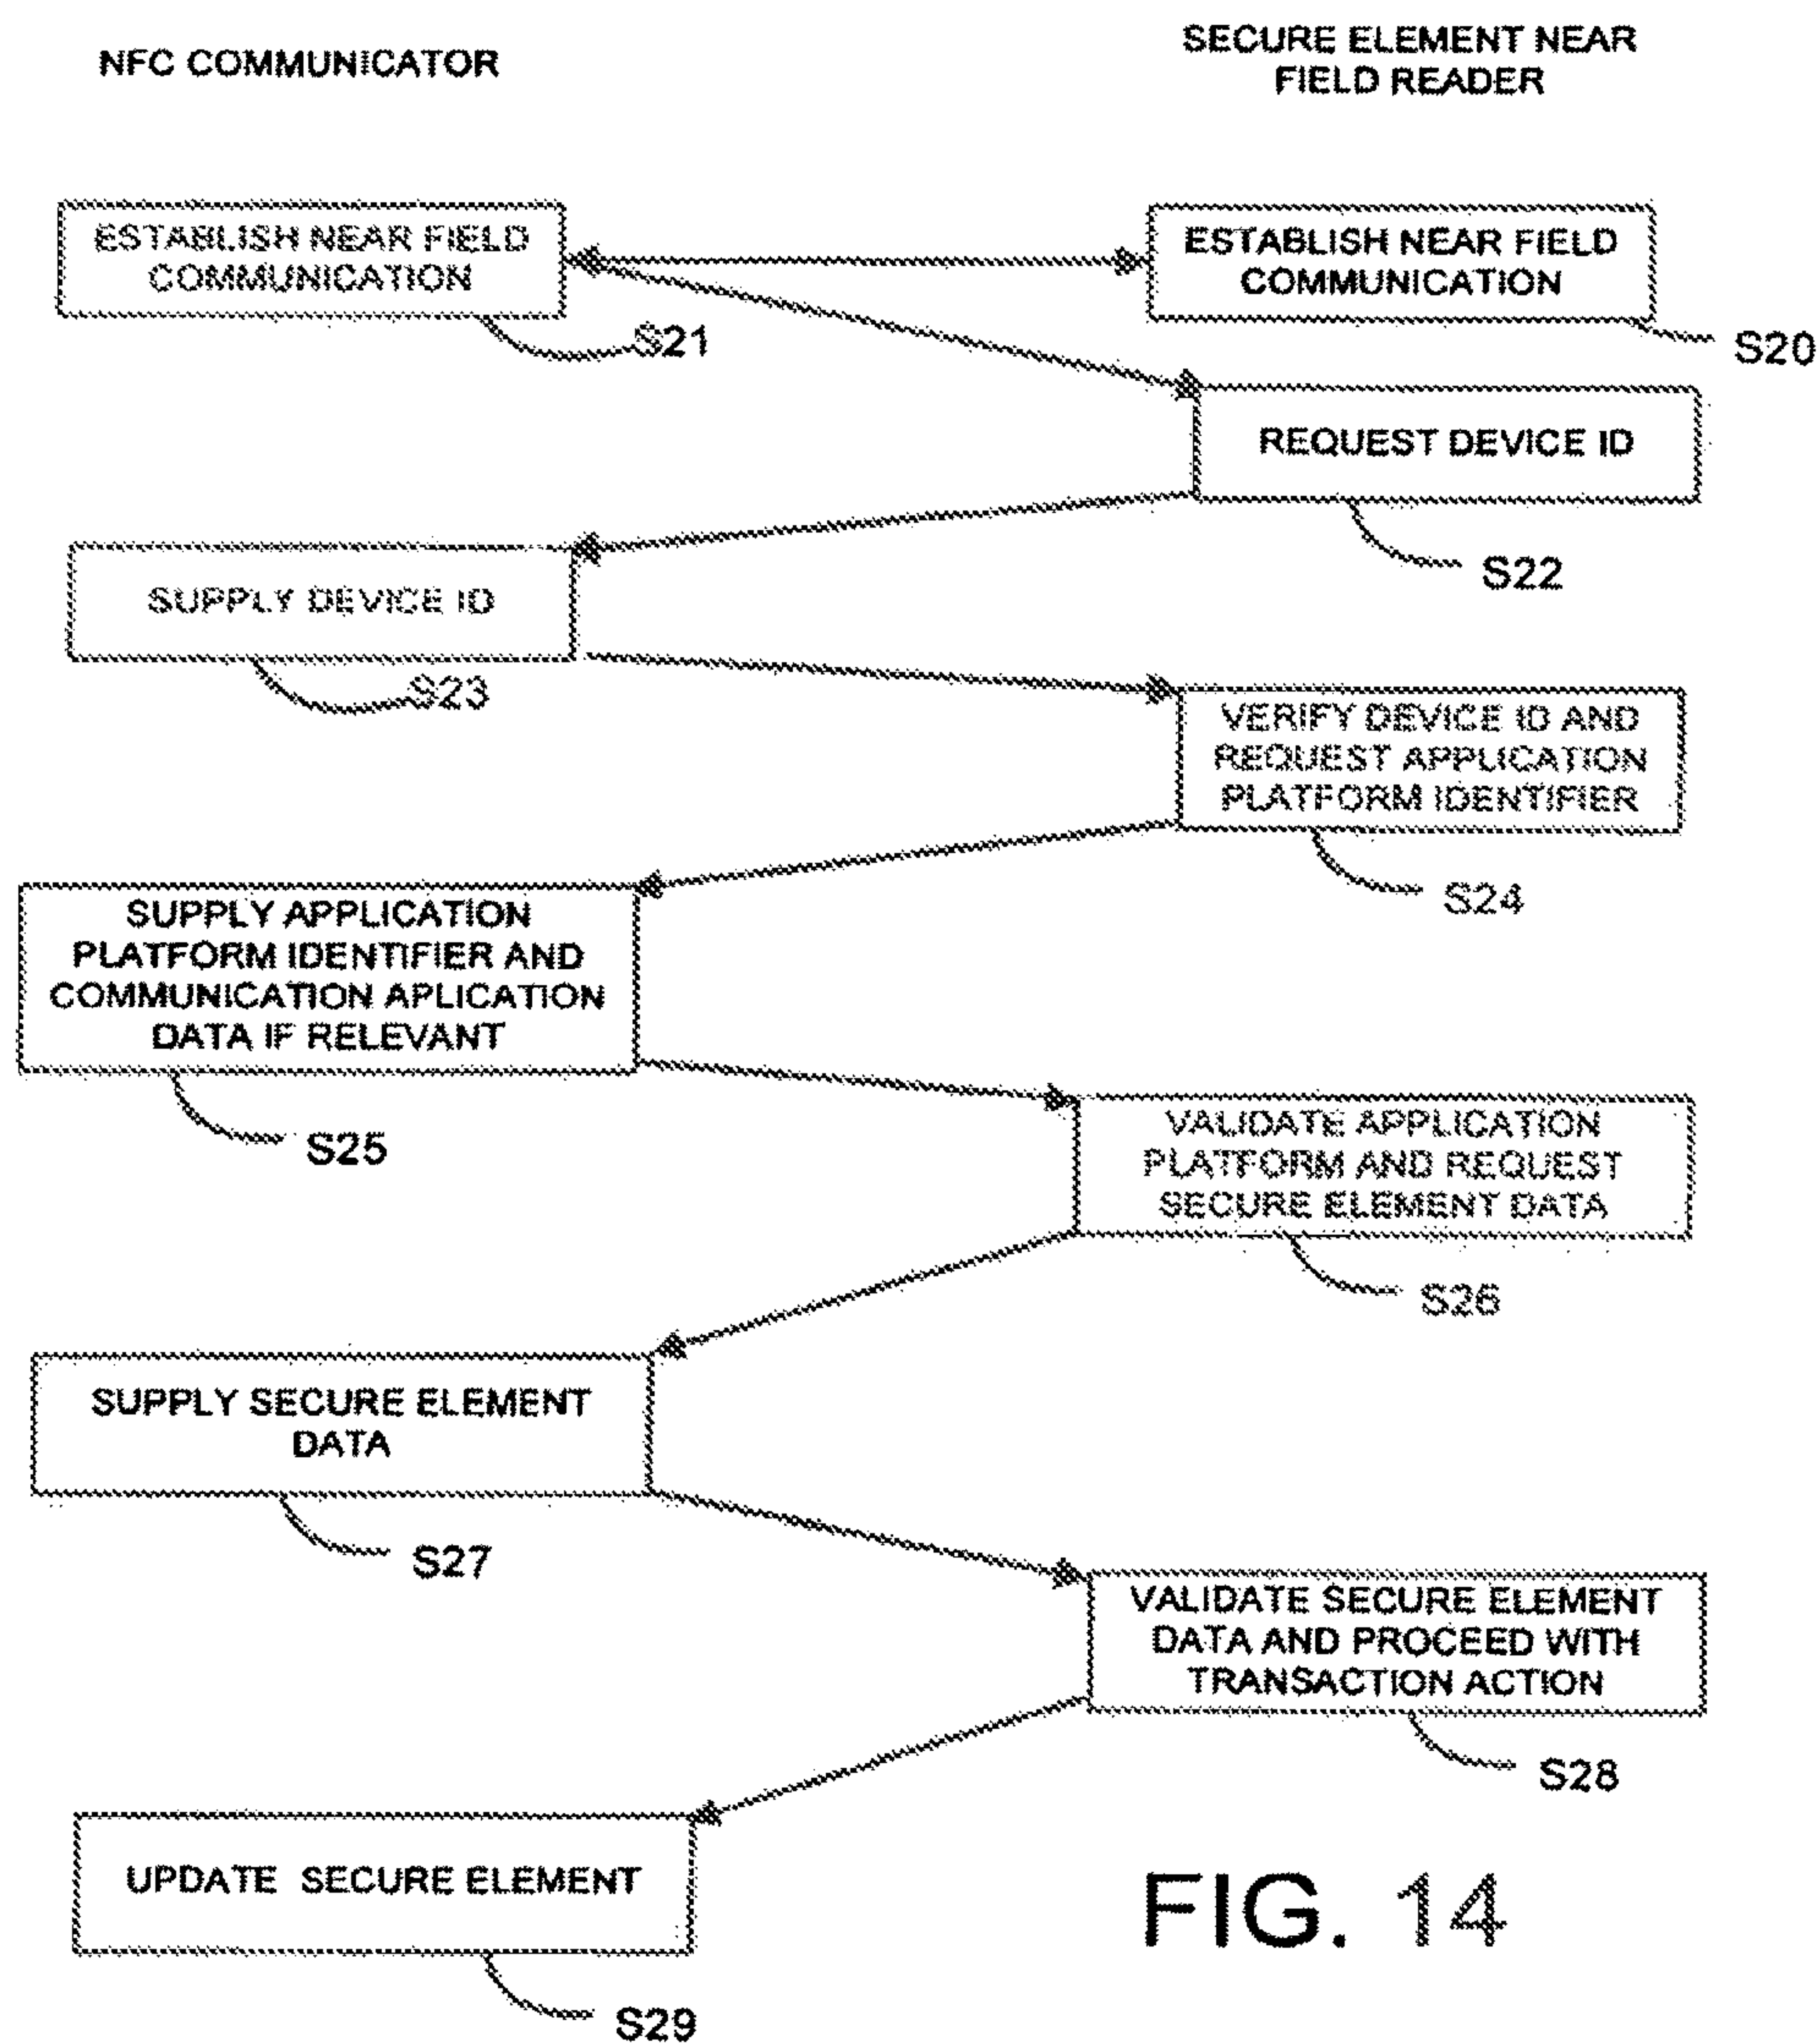 NFC COMMUNICATOR
SECURE ELEMENT NEAR
FIELD READER
ESTABLISH NEAR FIELD
COMMUNICATION
S21
ESTABLISH NEAR FIELD
COMMUNICATION
S20
REQUEST DEVICE ID
S22
SUPPLY DEVICE ID
S23
VERIFY DEVICE ID AND
REQUEST APPLICATION
PLATFORM IDENTIFIER
S24
SUPPLY APPLICATION
PLATFORM IDENTIFIER AND
COMMUNICATION APLICATION
DATA IF RELEVANT
S25
VALIDATE APPLICATION
PLATFORM AND REQUEST
SECURE ELEMENT DATA
S26
SUPPLY SECURE ELEMENT
DATA
S27
VALIDATE SECURE ELEMENT
DATA AND PROCEED WITH
TRANSACTION ACTION
S28
UPDATE SECURE ELEMENT
S29
FIG. 14